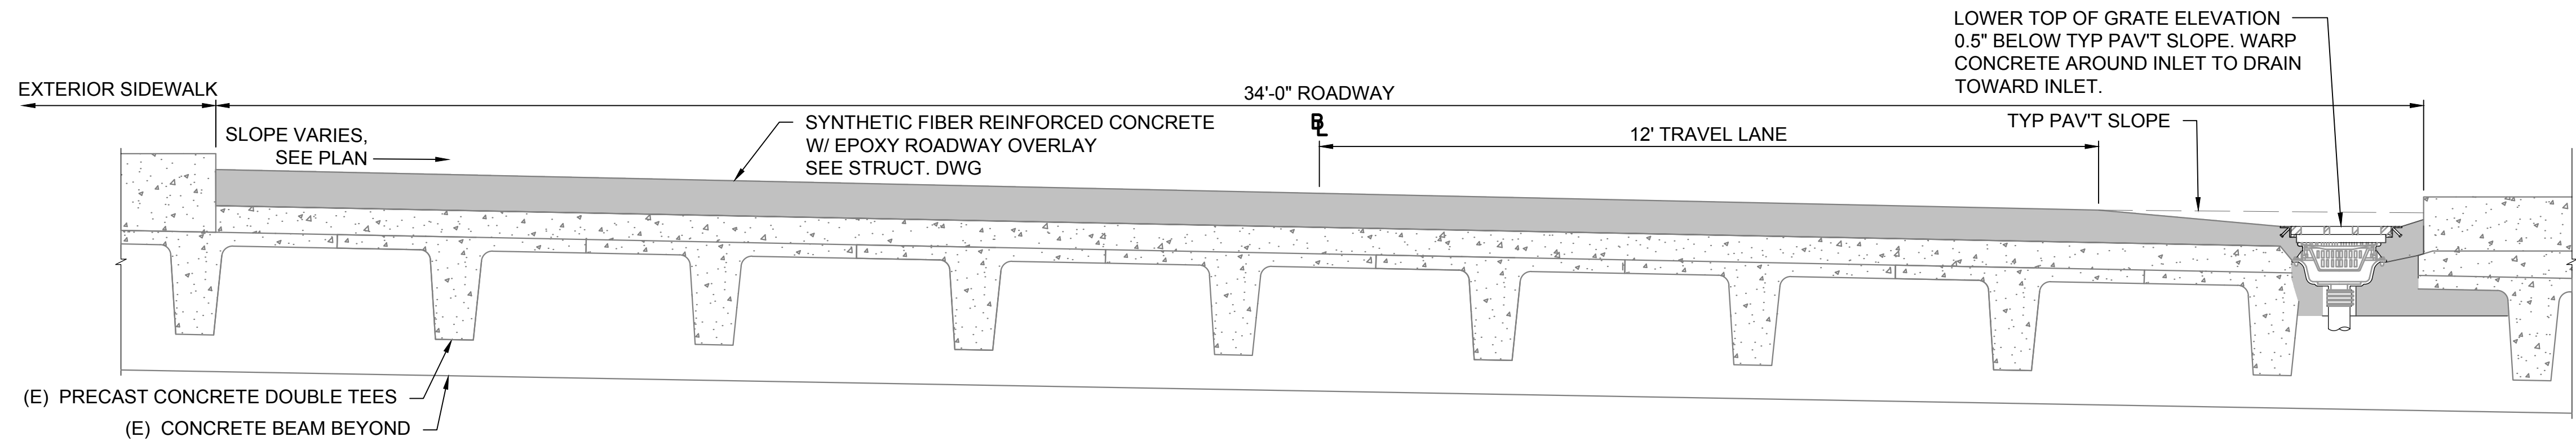 LOWER TOP OF GRATE ELEVATION
0.5" BELOW TYP PAV'T SLOPE. WARP
CONCRETE AROUND INLET TO DRAIN
TOWARD INLET.
EXTERIOR SIDEWALK
34'-0" ROADWAY
SLOPE VARIES,
SEE PLAN
SYNTHETIC FIBER REINFORCED CONCRETE
W/ EPOXY ROADWAY OVERLAY
SEE STRUCT. DWG
12' TRAVEL LANE
TYP PAV'T SLOPE
(E) PRECAST CONCRETE DOUBLE TEES
(E) CONCRETE BEAM BEYOND